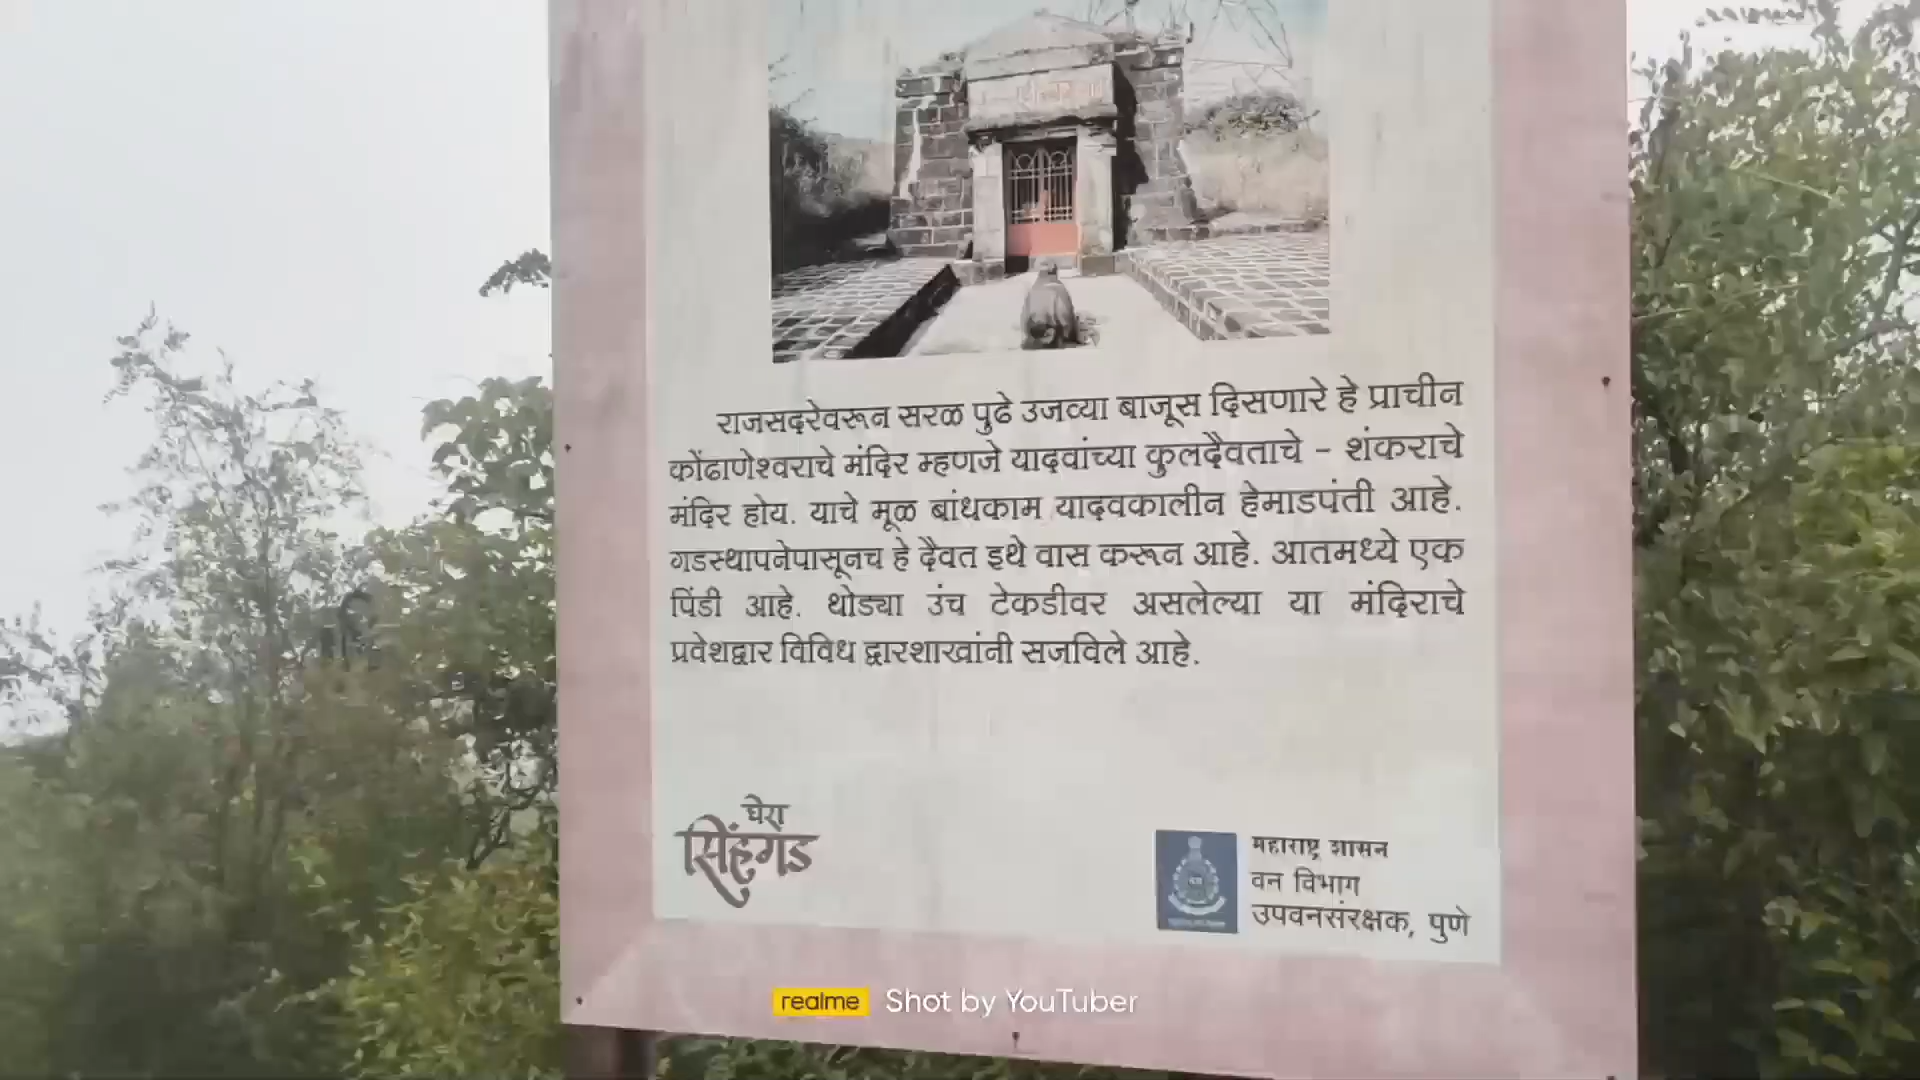 राजसदरेवरून सरळ पुढे उजव्या बाजूस दिसणारे हे प्राचीन
कोंढाणेश्वराचे मंदिर म्हणजे यादवांच्या कुलदैवताचे - शंकराचे
मंदिर होय. याचे मूळ बांधकाम यादवकालीन हेमाडपंती आहे.
गडस्थापनेपासूनच हे दैवत इथे वास करून आहे. आतमध्ये एक
पिंडी आहे. थोड्या उंच टेकडीवर असलेल्या या मंदिराचे
प्रवेशद्वार विविध द्वारशाखांनी सजविले आहे.
घेरा
सिंहगड
महाराष्ट्र शासन
वन विभाग
उपवनसंरक्षक, पुणे
realme Shot by YouTuber